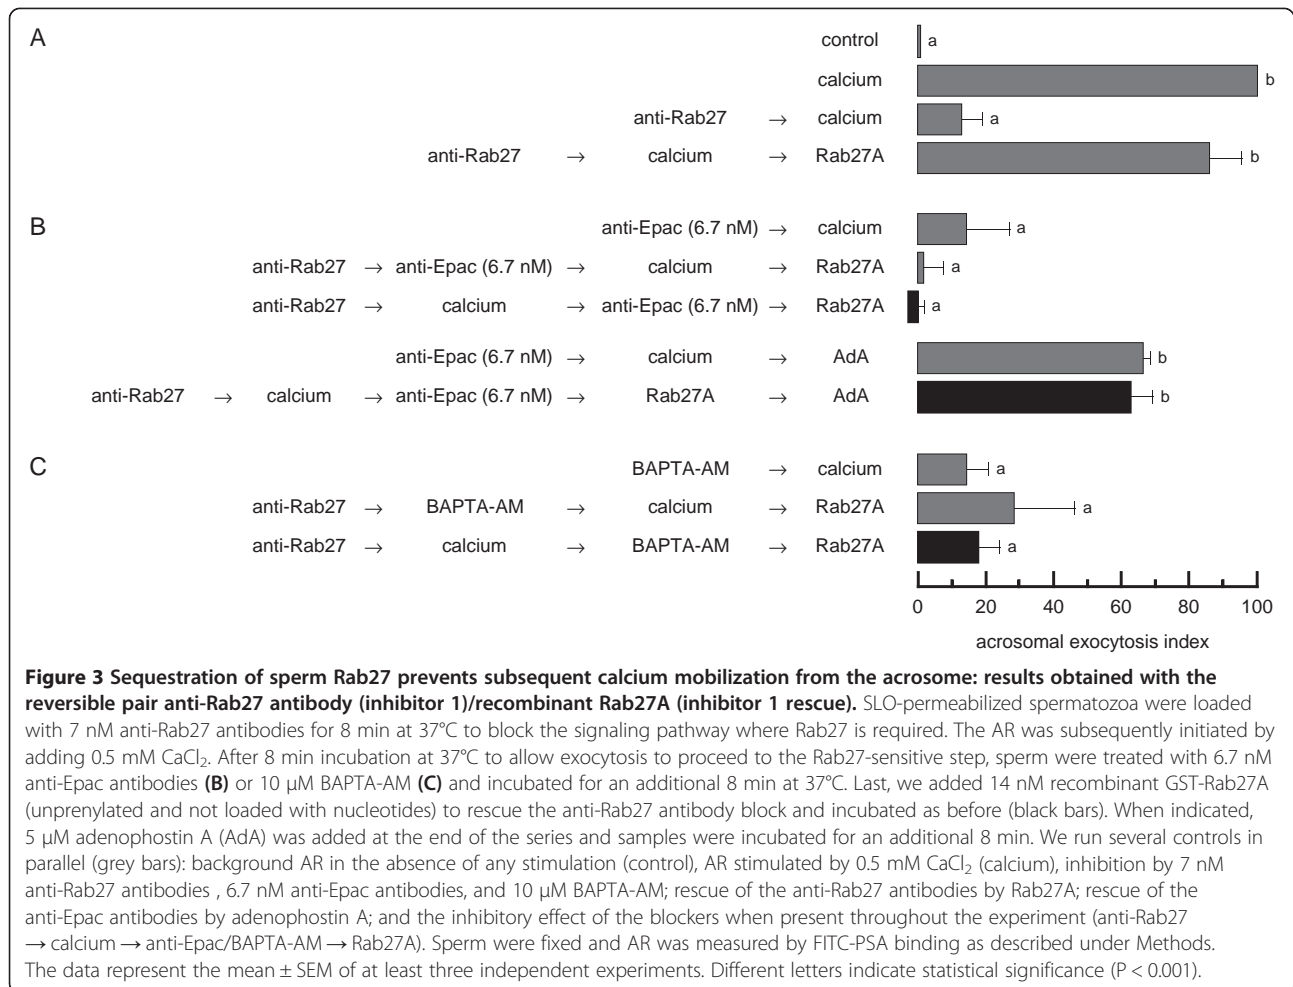 A
control a
calcium b
anti-Rab27 → calcium a
anti-Rab27 → calcium → Rab27A b
B
anti-Epac (6.7 nM) → calcium a
anti-Rab27 → anti-Epac (6.7 nM) → calcium → Rab27A a
anti-Rab27 → calcium → anti-Epac (6.7 nM) → Rab27A a
anti-Epac (6.7 nM) → calcium → AdA b
anti-Rab27 → calcium → anti-Epac (6.7 nM) → Rab27A → AdA b
C
BAPTA-AM → calcium a
anti-Rab27 → BAPTA-AM → calcium → Rab27A a
anti-Rab27 → calcium → BAPTA-AM → Rab27A a
0 20 40 60 80 100
acrosomal exocytosis index
Figure 3 Sequestration of sperm Rab27 prevents subsequent calcium mobilization from the acrosome: results obtained with the
reversible pair anti-Rab27 antibody (inhibitor 1)/recombinant Rab27A (inhibitor 1 rescue). SLO-permeabilized spermatozoa were loaded
with 7 nM anti-Rab27 antibodies for 8 min at 37°C to block the signaling pathway where Rab27 is required. The AR was subsequently initiated by
adding 0.5 mM CaCl₂. After 8 min incubation at 37°C to allow exocytosis to proceed to the Rab27-sensitive step, sperm were treated with 6.7 nM
anti-Epac antibodies (B) or 10 μM BAPTA-AM (C) and incubated for an additional 8 min at 37°C. Last, we added 14 nM recombinant GST-Rab27A
(unprenylated and not loaded with nucleotides) to rescue the anti-Rab27 antibody block and incubated as before (black bars). When indicated,
5 μM adenophostin A (AdA) was added at the end of the series and samples were incubated for an additional 8 min. We run several controls in
parallel (grey bars): background AR in the absence of any stimulation (control), AR stimulated by 0.5 mM CaCl₂ (calcium), inhibition by 7 nM
anti-Rab27 antibodies , 6.7 nM anti-Epac antibodies, and 10 μM BAPTA-AM; rescue of the anti-Rab27 antibodies by Rab27A; rescue of the
anti-Epac antibodies by adenophostin A; and the inhibitory effect of the blockers when present throughout the experiment (anti-Rab27
→ calcium → anti-Epac/BAPTA-AM → Rab27A). Sperm were fixed and AR was measured by FITC-PSA binding as described under Methods.
The data represent the mean ± SEM of at least three independent experiments. Different letters indicate statistical significance (P < 0.001).